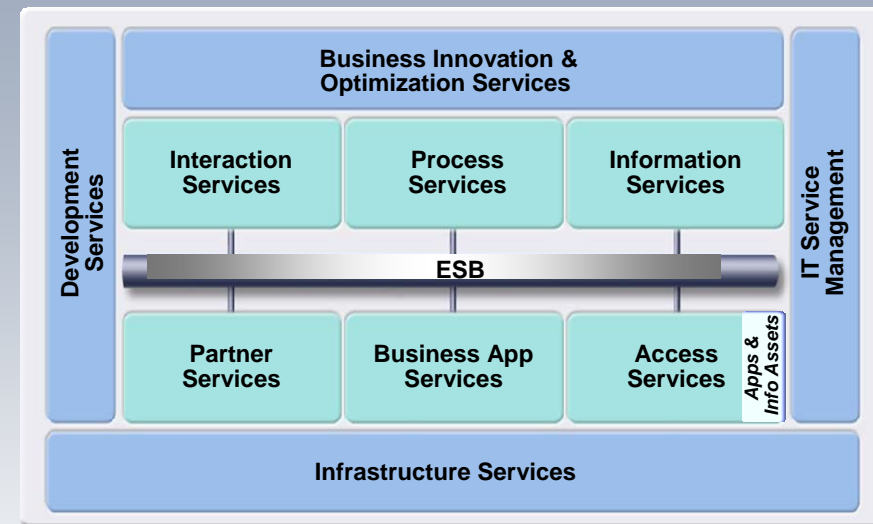 Business Innovation &
Optimization Services
Development
Services
Interaction
Services
Process
Services
Information
Services
IT Service
Management
ESB
Partner
Services
Business App
Services
Access
Services
Apps &
Info Assets
Infrastructure Services